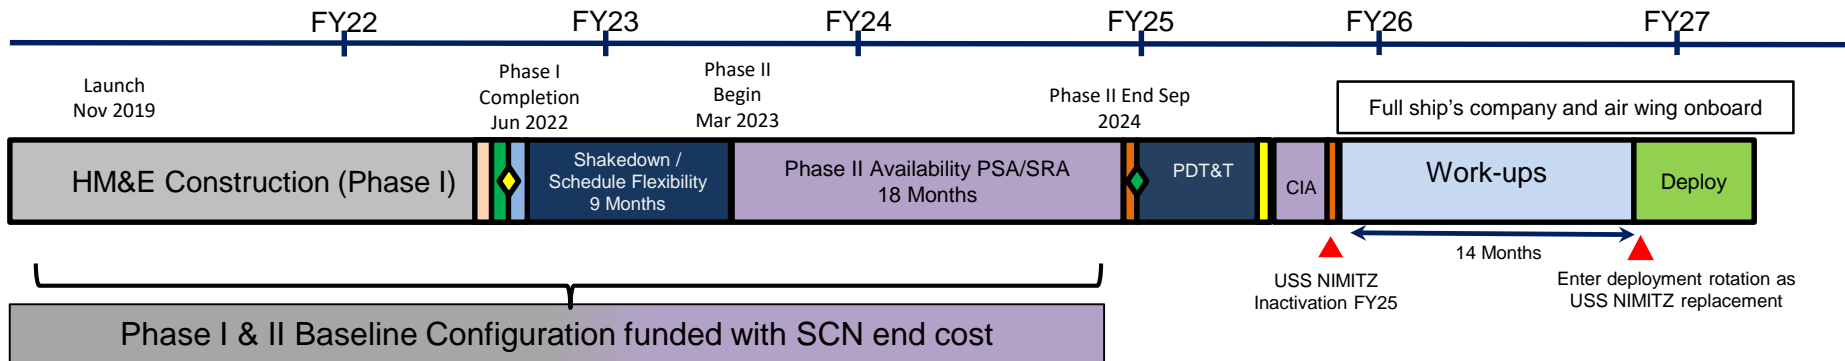 FY22
FY23
FY24
FY25
FY26
FY27
Launch
Nov 2019
Phase I
Completion
Jun 2022
Phase II
Begin
Mar 2023
Phase II End Sep
2024
Full ship's company and air wing onboard
HM&E Construction (Phase I)
Shakedown /
Schedule Flexibility
9 Months
Phase II Availability PSA/SRA
18 Months
PDT&T
CIA
Work-ups
Deploy
14 Months
USS NIMITZ
Inactivation FY25
Enter deployment rotation as
USS NIMITZ replacement
Phase I & II Baseline Configuration funded with SCN end cost